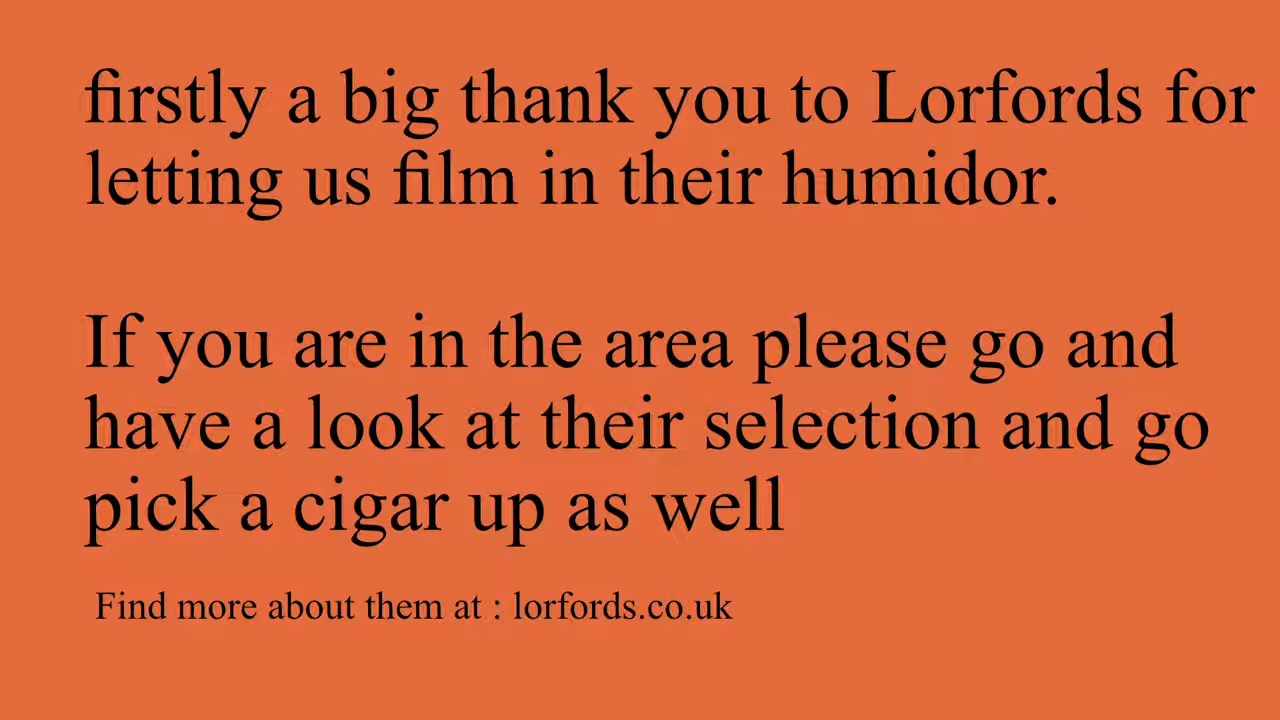 firstly a big thank you to Lorfords for
letting us film in their humidor.
If you are in the area please go and
have a look at their selection and go
pick a cigar up as well
Find more about them at : lorfords.co.uk